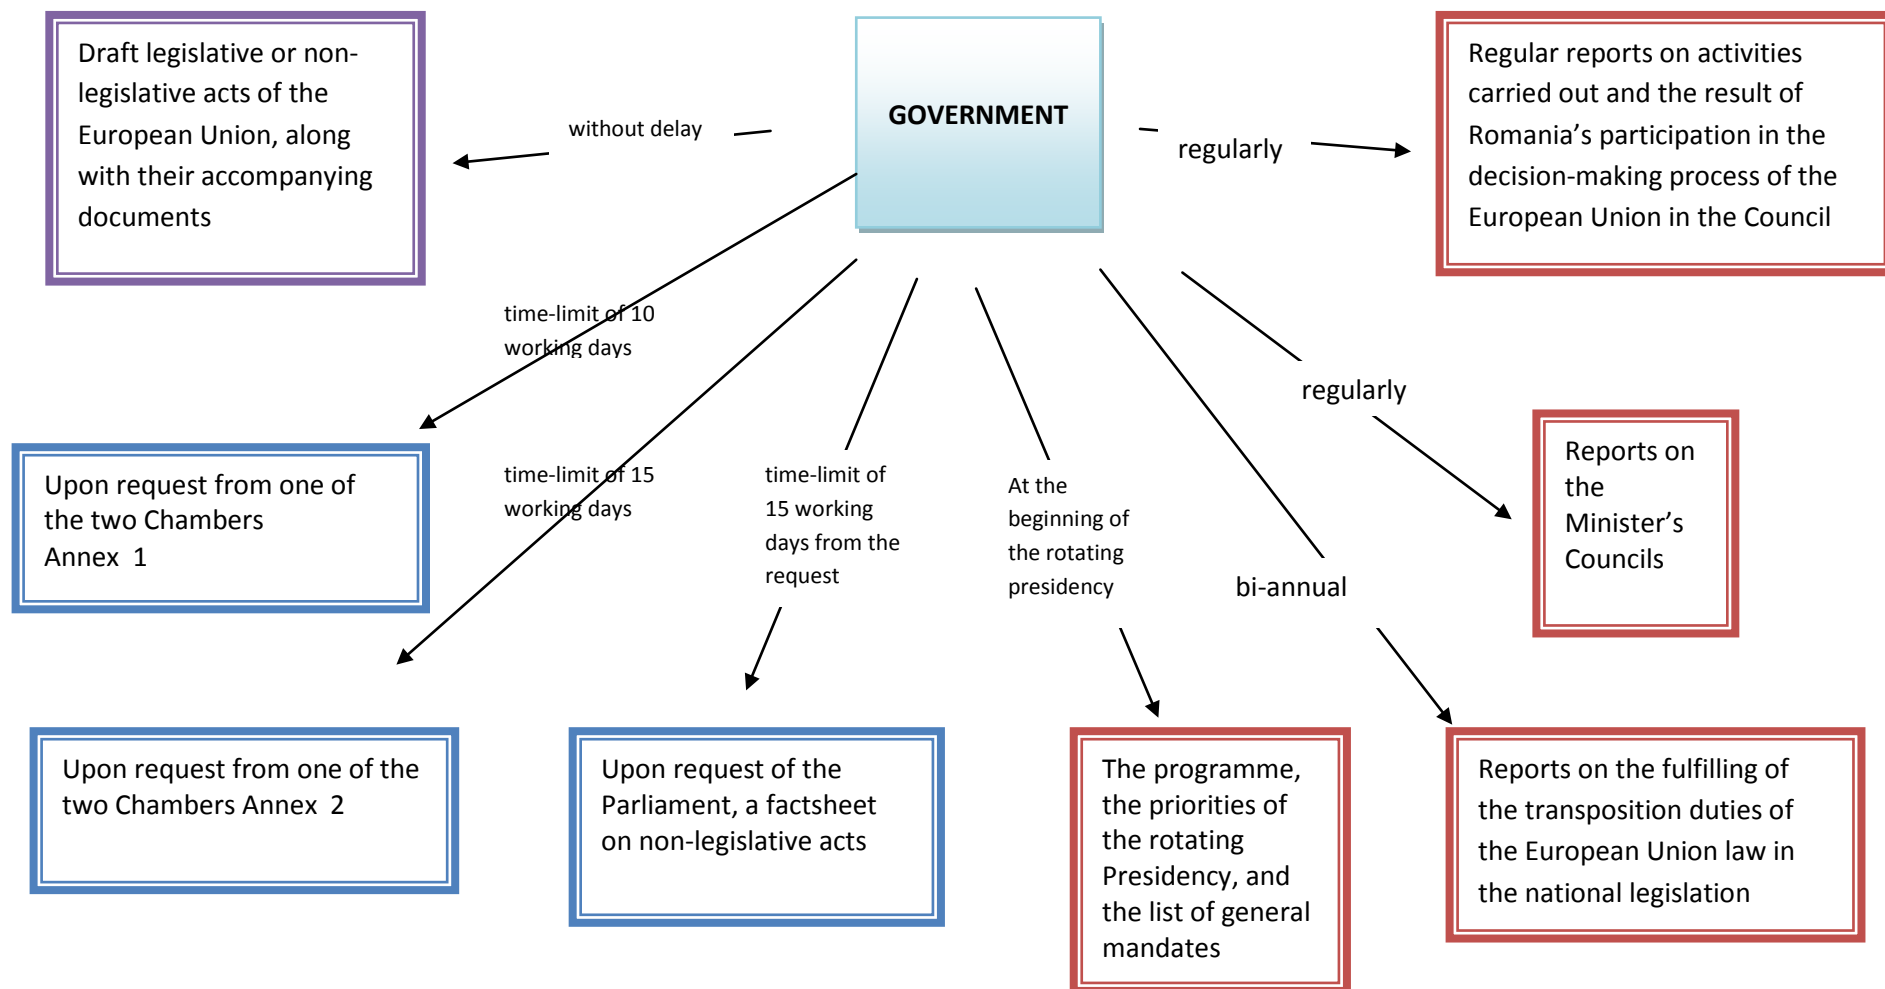 Draft legislative or non-
legislative acts of the
European Union, along
with their accompanying
documents
without delay
GOVERNMENT
regularly
Regular reports on activities
carried out and the result of
Romania’s participation in the
decision-making process of the
European Union in the Council
time-limit of 10
working days
regularly
Upon request from one of
the two Chambers
Annex 1
time-limit of 15
working days
time-limit of
15 working
days from the
request
At the
beginning of
the rotating
presidency
bi-annual
Reports on
the
Minister’s
Councils
Upon request from one of the
two Chambers Annex 2
Upon request of the
Parliament, a factsheet
on non-legislative acts
The programme,
the priorities of
the rotating
Presidency, and
the list of general
mandates
Reports on the fulfilling of
the transposition duties of
the European Union law in
the national legislation